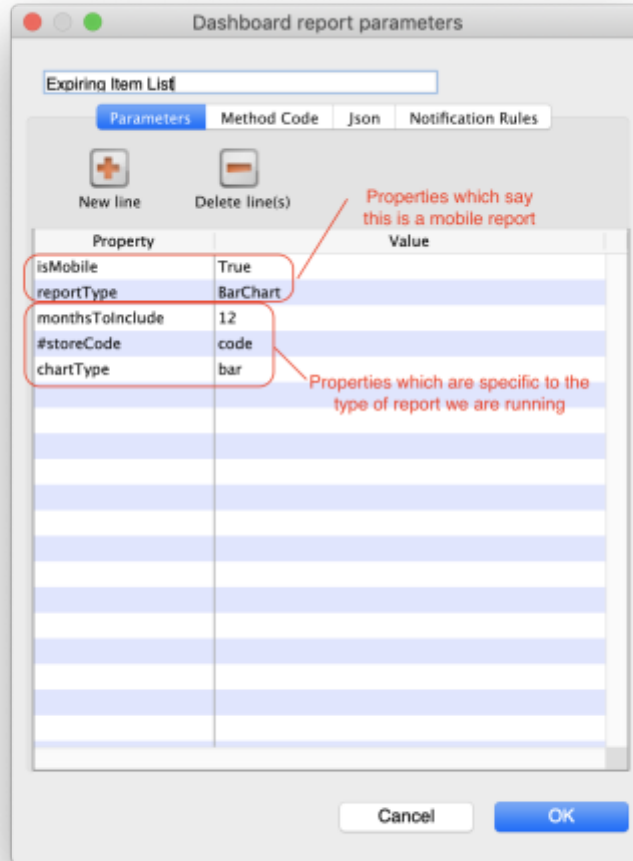 Dashboard report parameters
Expiring Item List
Parameters Method Code Json Notification Rules
New line Delete line(s)
Properties which say
this is a mobile report
Property Value
isMobile True
reportType BarChart
monthsToInclude 12
#storeCode code
chartType bar
Properties which are specific to the
type of report we are running
Cancel OK